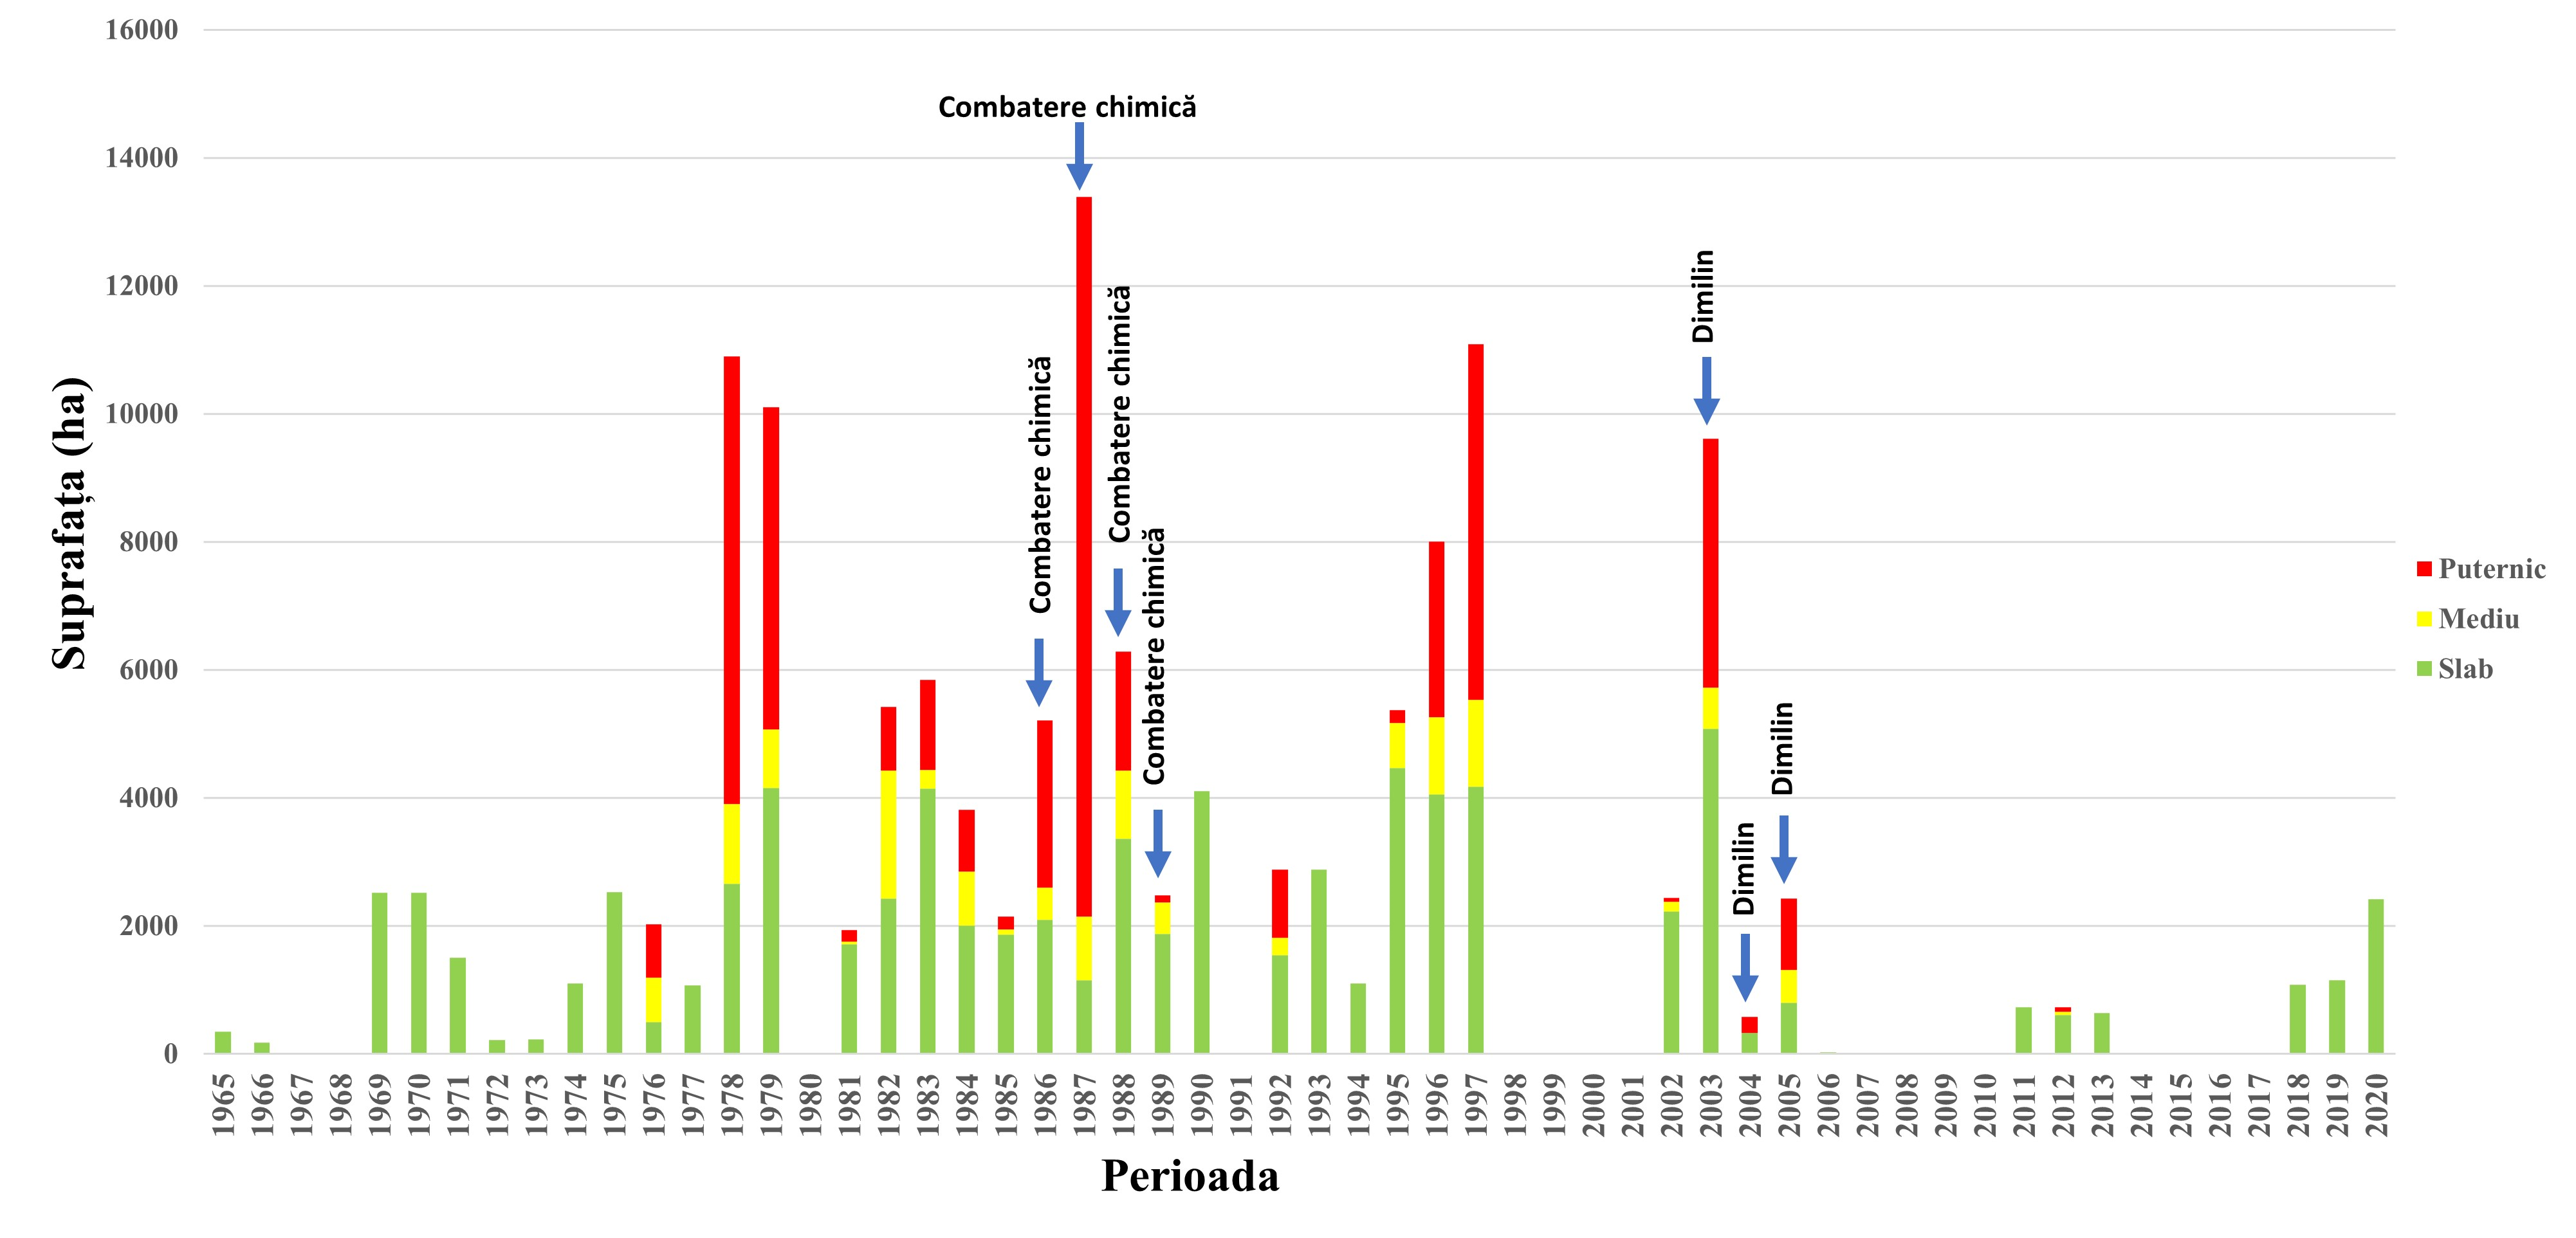 16000
14000
12000
10000
8000
6000
4000
2000
0
Suprafața (ha)
Combatere chimică
Combatere chimică
Combatere chimică
Combatere chimică
Dimilin
Dimilin
Dimilin
Puternic
Mediu
Slab
1965 1966 1967 1968 1969 1970 1971 1972 1973 1974 1975 1976 1977 1978 1979 1980 1981 1982 1983 1984 1985 1986 1987 1988 1989 1990 1991 1992 1993 1994 1995 1996 1997 1998 1999 2000 2001 2002 2003 2004 2005 2006 2007 2008 2009 2010 2011 2012 2013 2014 2015 2016 2017 2018 2019 2020
Perioada